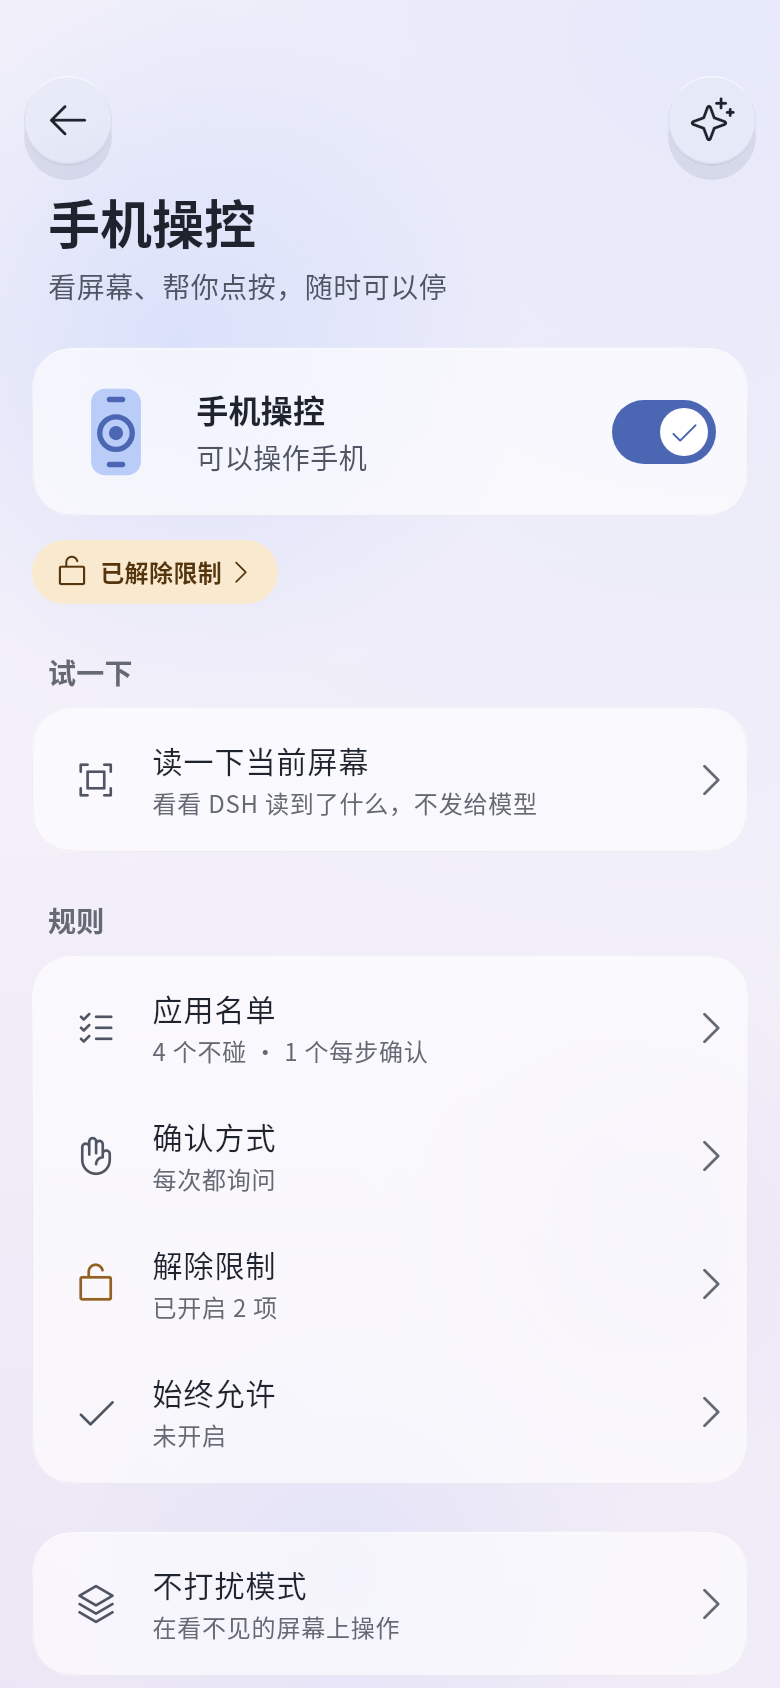 手机操控
看屏幕、帮你点按，随时可以停
手机操控
可以操作手机
已解除限制
试一下
读一下当前屏幕
看看 DSH 读到了什么，不发给模型
规则
应用名单
4 个不碰 · 1 个每步确认
确认方式
每次都询问
解除限制
已开启 2 项
始终允许
未开启
不打扰模式
在看不见的屏幕上操作